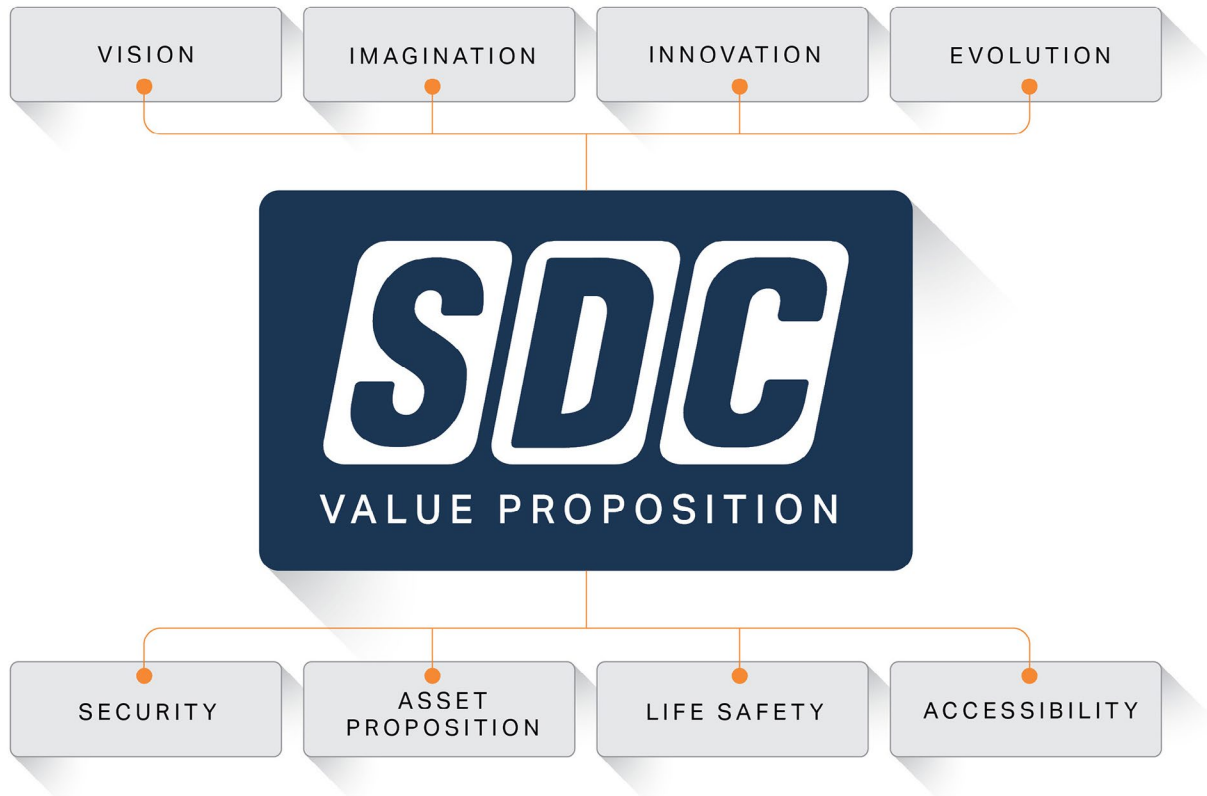 VISION
IMAGINATION
INNOVATION
EVOLUTION
SDC
VALUE PROPOSITION
SECURITY
ASSET
PROPOSITION
LIFE SAFETY
ACCESSIBILITY